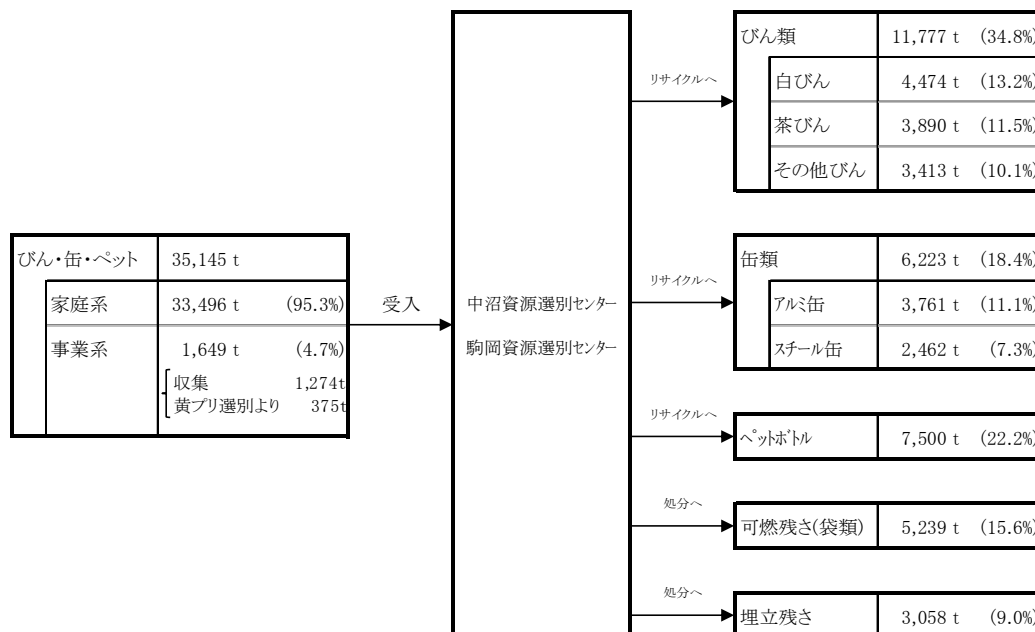 びん・缶・ペット 35,145 t
家庭系 33,496 t (95.3%)
事業系 1,649 t (4.7%)
収集 1,274t
黄プリ選別より 375t
受入
中沼資源選別センター
駒岡資源選別センター
リサイクルへ
びん類 11,777 t (34.8%)
白びん 4,474 t (13.2%)
茶びん 3,890 t (11.5%)
その他びん 3,413 t (10.1%)
リサイクルへ
缶類 6,223 t (18.4%)
アルミ缶 3,761 t (11.1%)
スチール缶 2,462 t (7.3%)
リサイクルへ
ペットボトル 7,500 t (22.2%)
処分へ
可燃残さ(袋類) 5,239 t (15.6%)
処分へ
埋立残さ 3,058 t (9.0%)